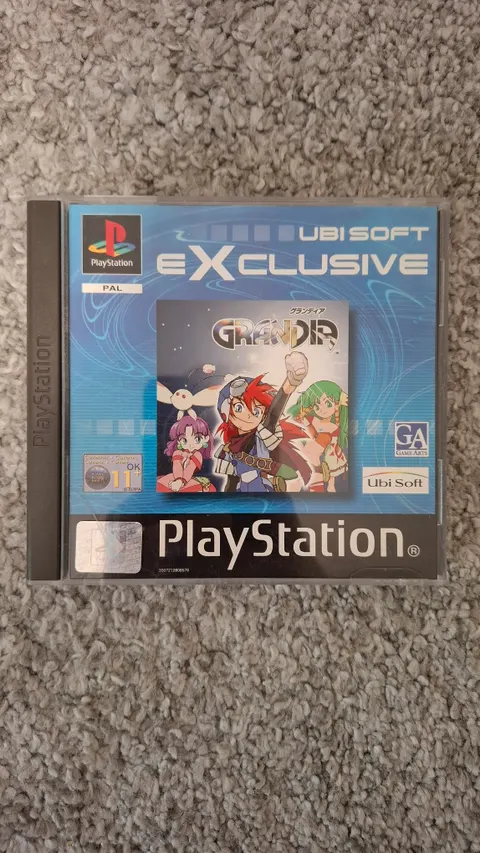 PlayStation
PlayStation
PAL
UBI SOFT
eXclusive
グランディア
GRANDIA
OK
11+
GA
GAME ARTS
Ubi Soft
PlayStation®